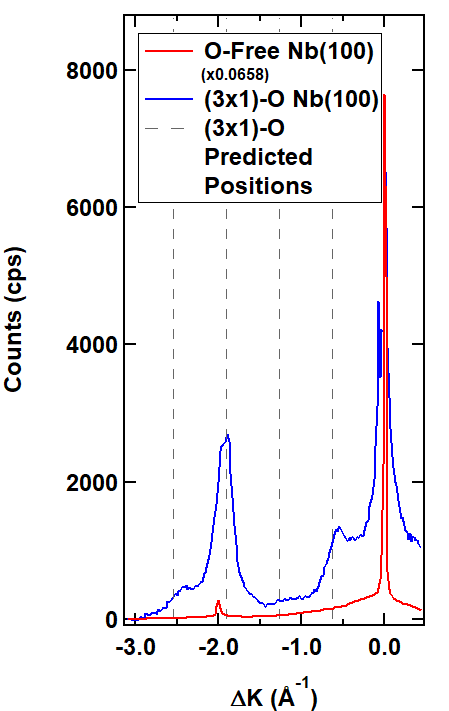 O-Free Nb(100)
(x0.0658)
(3x1)-O Nb(100)
(3x1)-O
Predicted
Positions
8000
6000
4000
2000
0
Counts (cps)
-3.0 -2.0 -1.0 0.0
ΔK (Å⁻¹)